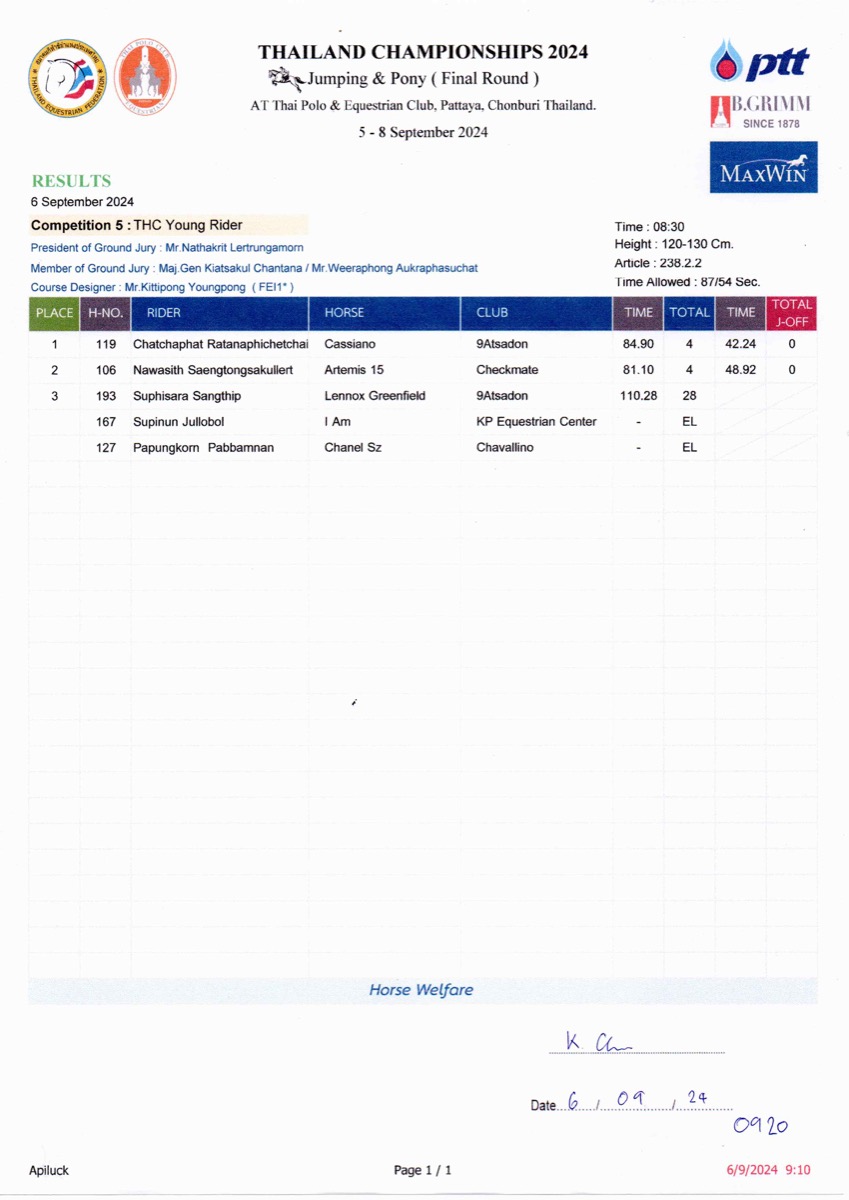 THAILAND CHAMPIONSHIPS 2024
Jumping & Pony ( Final Round )
AT Thai Polo & Equestrian Club, Pattaya, Chonburi Thailand.
5 - 8 September 2024
THAILAND EQUESTRIAN FEDERATION
THAI POLO CLUB
EQUESTRIAN
ptt
B.GRIMM
SINCE 1878
MAXWIN
RESULTS
6 September 2024
Competition 5 : THC Young Rider
President of Ground Jury : Mr.Nathakrit Lertrungamorn
Member of Ground Jury : Maj.Gen Kiatsakul Chantana / Mr.Weeraphong Aukraphasuchat
Course Designer : Mr.Kittipong Youngpong ( FEI1* )
Time : 08:30
Height : 120-130 Cm.
Article : 238.2.2
Time Allowed : 87/54 Sec.
PLACE H-NO. RIDER HORSE CLUB TIME TOTAL TIME TOTAL J-OFF
1 119 Chatchaphat Ratanaphichetchai Cassiano 9Atsadon 84.90 4 42.24 0
2 106 Nawasith Saengtongsakullert Artemis 15 Checkmate 81.10 4 48.92 0
3 193 Suphisara Sangthip Lennox Greenfield 9Atsadon 110.28 28
167 Supinun Jullobol I Am KP Equestrian Center - EL
127 Papungkorn Pabbamnan Chanel Sz Chavallino - EL
Horse Welfare
Date 6 / 09 / 24
0920
Apiluck
Page 1 / 1
6/9/2024 9:10